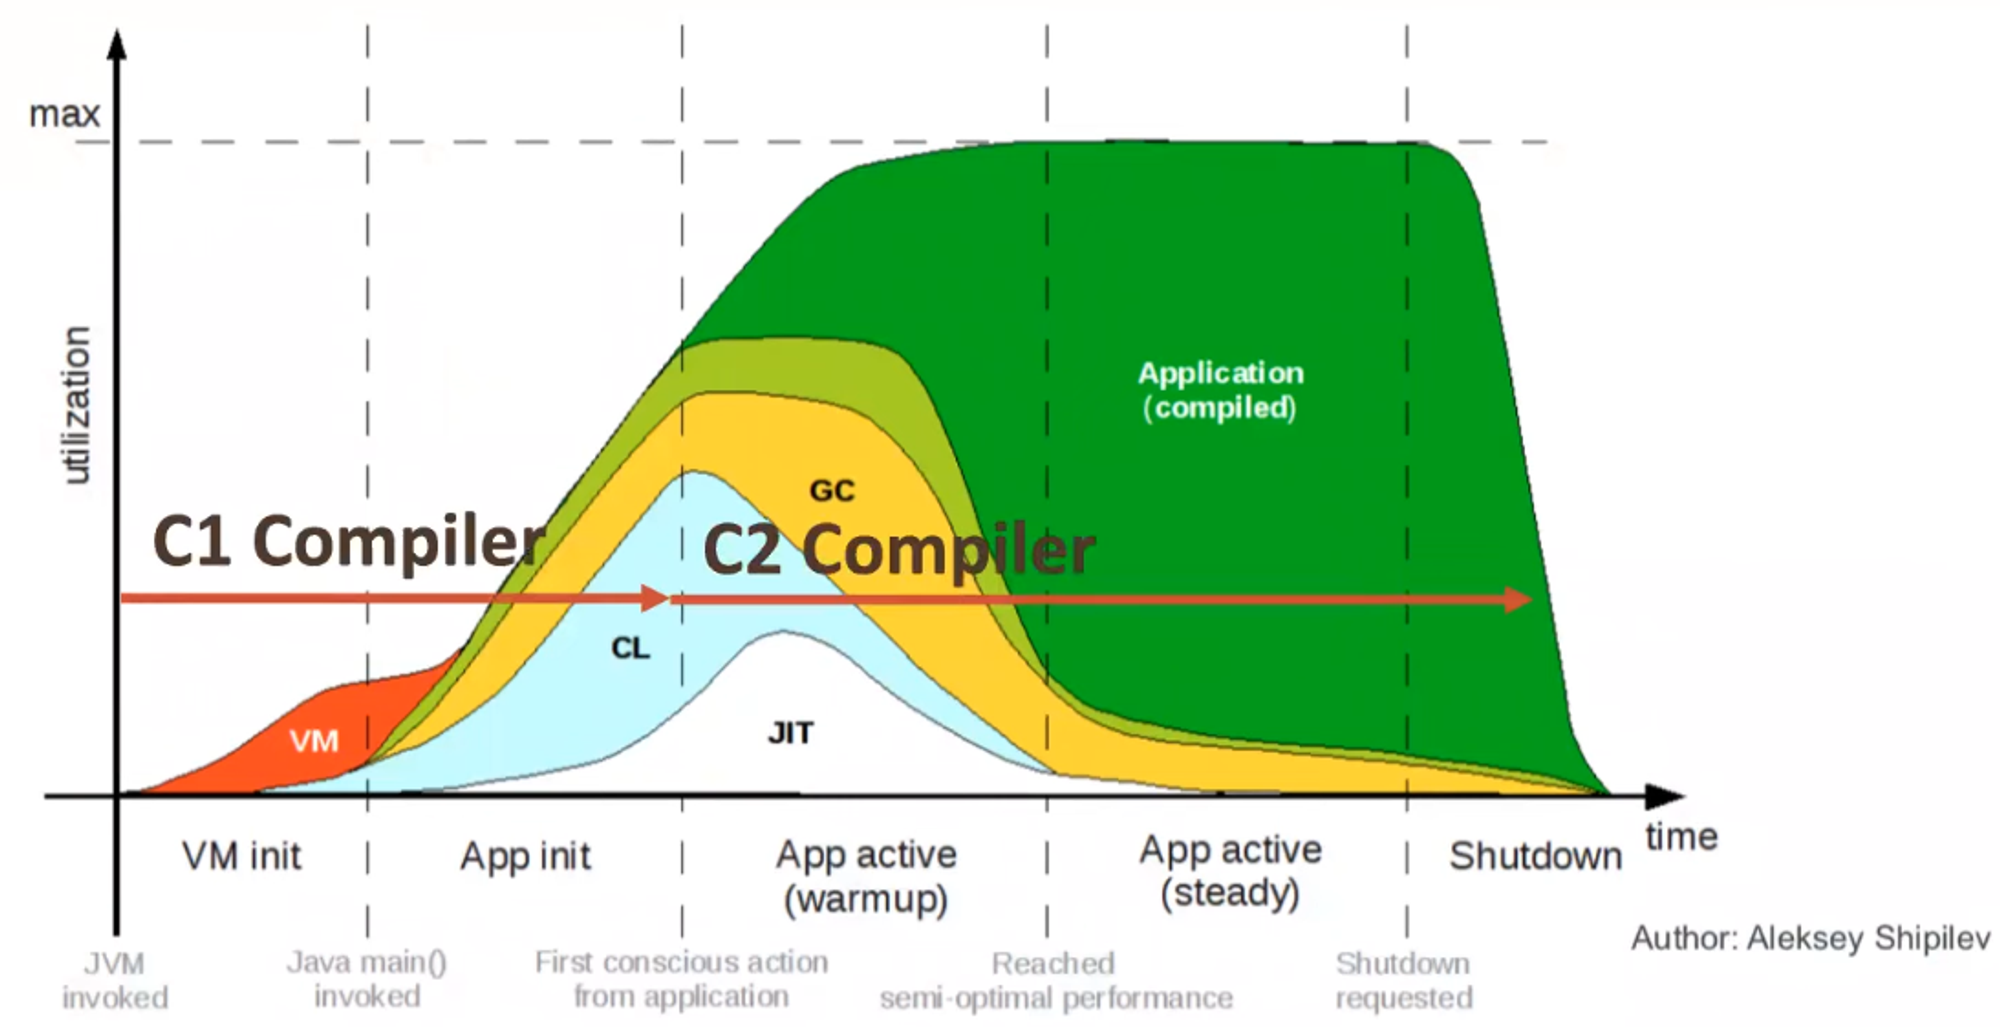 max
utilization
C1 Compiler
C2 Compiler
Application
(compiled)
GC
CL
VM
JIT
time
VM init
App init
App active
(warmup)
App active
(steady)
Shutdown
JVM
invoked
Java main()
invoked
First conscious action
from application
Reached
semi-optimal performance
Shutdown
requested
Author: Aleksey Shipilev